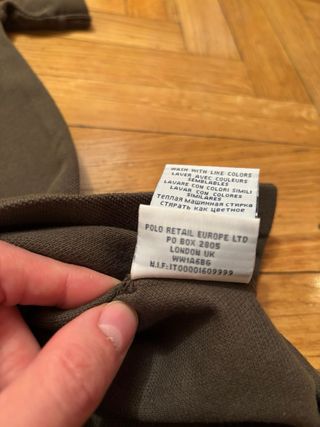 WASH WITH LIKE COLORS
LAVER AVEC COULEURS
SEMBLABLES
LAVARE CON COLORI SIMILI
LAVAR CON COLORES
SIMILARES
ТЕПЛАЯ МАШИННАЯ СТИРКА
СТИРАТЬ КАК ЦВЕТНОЕ
POLO RETAIL EUROPE LTD
PO BOX 2805
LONDON UK
WW1A6BG
N.I.F:IT00001609999